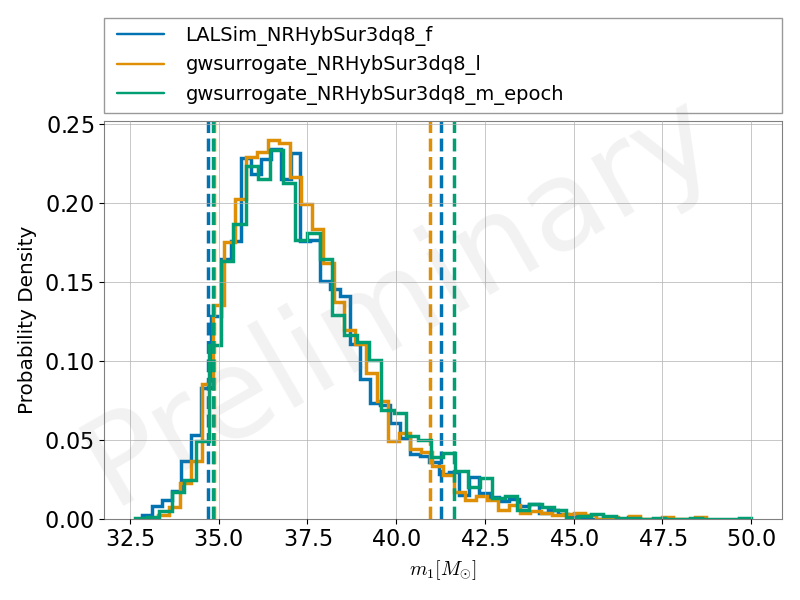 LALSim_NRHybSur3dq8_f
gwsurrogate_NRHybSur3dq8_l
gwsurrogate_NRHybSur3dq8_m_epoch
0.25
0.20
0.15
0.10
0.05
0.00
Probability Density
Preliminary
32.5 35.0 37.5 40.0 42.5 45.0 47.5 50.0
m₁[M⊙]